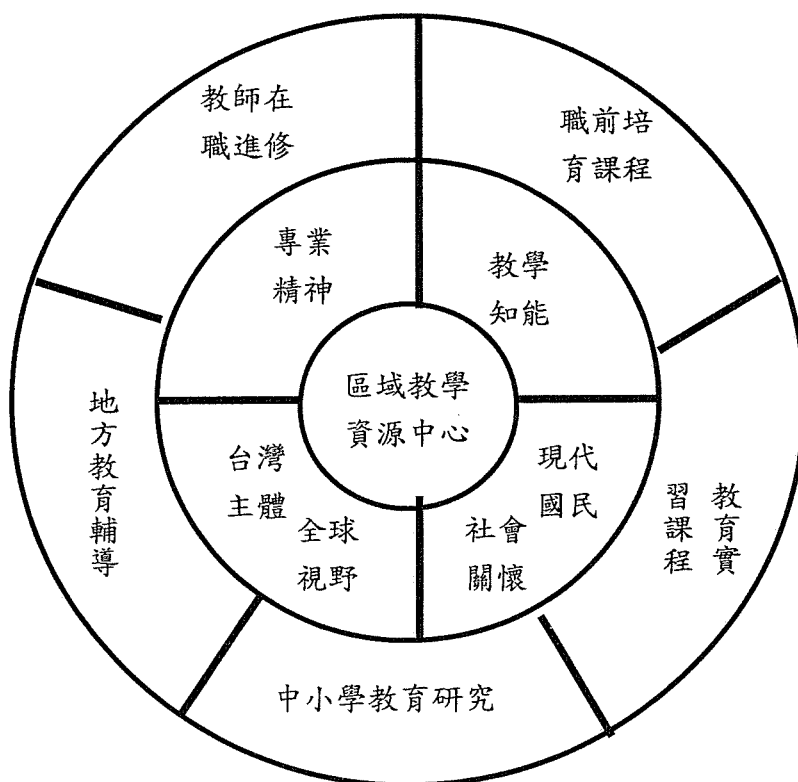 教師在
職進修
職前培
育課程
專業
精神
教學
知能
區域教學
資源中心
地方教育輔導
台灣
主體
全球
視野
現代
國民
社會
關懷
教育實
習課程
中小學教育研究